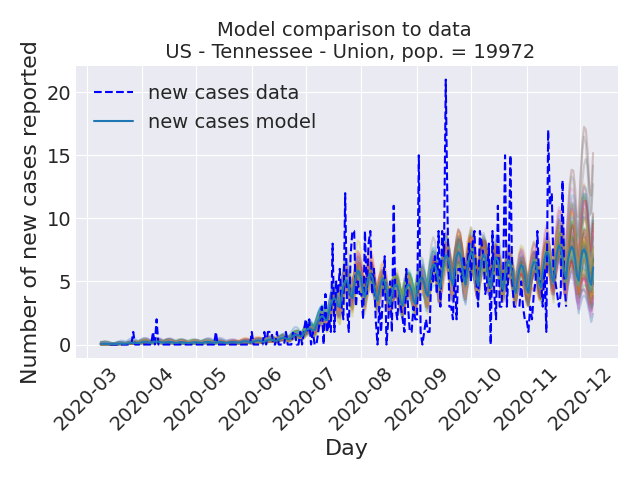 Model comparison to data
US - Tennessee - Union, pop. = 19972
Number of new cases reported
20
15
10
5
0
new cases data
new cases model
2020-03
2020-04
2020-05
2020-06
2020-07
2020-08
2020-09
2020-10
2020-11
2020-12
Day